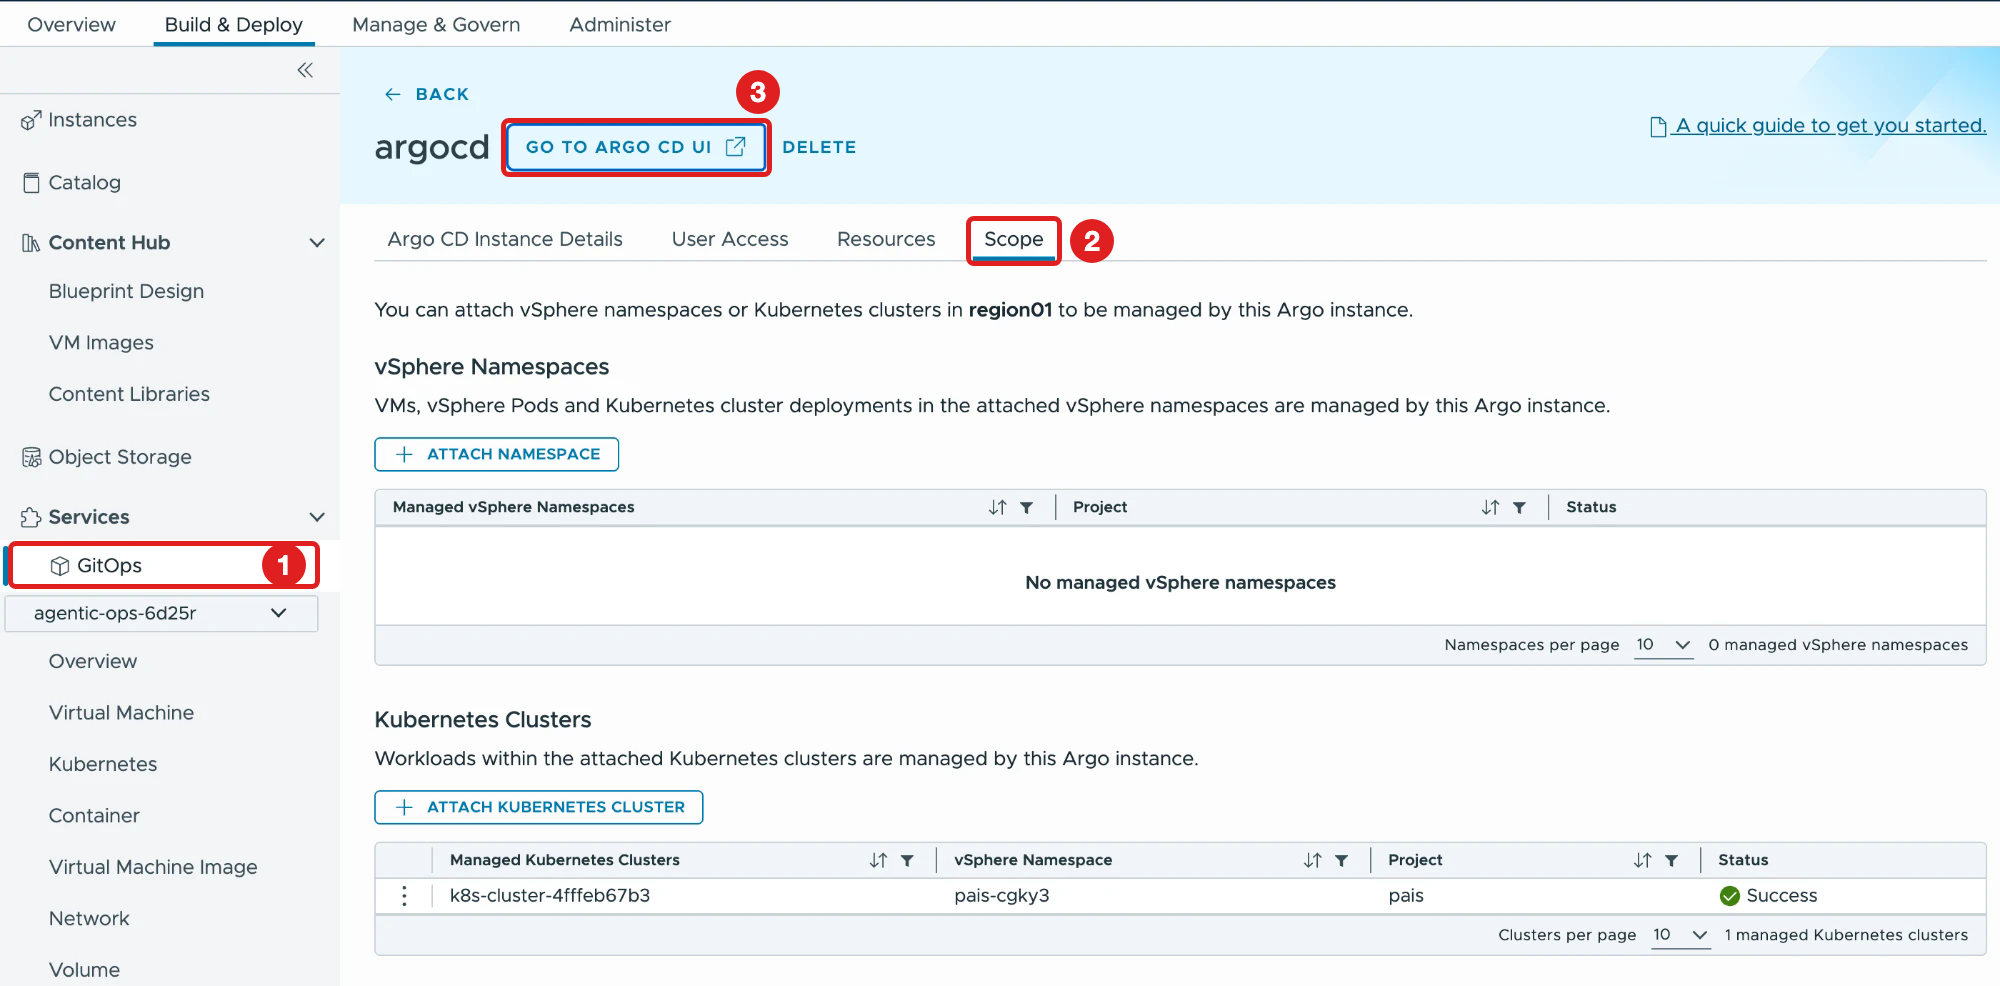 Overview Build & Deploy Manage & Govern Administer
Instances
Catalog
Content Hub
Blueprint Design
VM Images
Content Libraries
Object Storage
Services
GitOps 1
agentic-ops-6d25r
Overview
Virtual Machine
Kubernetes
Container
Virtual Machine Image
Network
Volume
BACK
3
argocd GO TO ARGO CD UI DELETE
A quick guide to get you started.
Argo CD Instance Details User Access Resources Scope 2
You can attach vSphere namespaces or Kubernetes clusters in region01 to be managed by this Argo instance.
vSphere Namespaces
VMs, vSphere Pods and Kubernetes cluster deployments in the attached vSphere namespaces are managed by this Argo instance.
ATTACH NAMESPACE
Managed vSphere Namespaces Project Status
No managed vSphere namespaces
Namespaces per page 10 0 managed vSphere namespaces
Kubernetes Clusters
Workloads within the attached Kubernetes clusters are managed by this Argo instance.
ATTACH KUBERNETES CLUSTER
Managed Kubernetes Clusters vSphere Namespace Project Status
k8s-cluster-4fffeb67b3 pais-cgky3 pais Success
Clusters per page 10 1 managed Kubernetes clusters